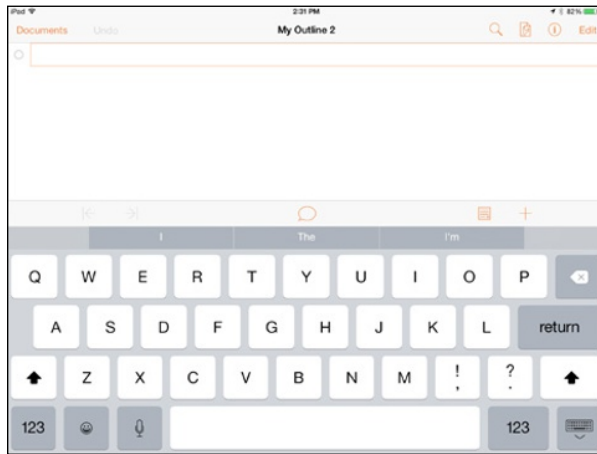 iPad 2:31 PM 82%
Documents Undo My Outline 2 Edit
I The I'm
Q W E R T Y U I O P
A S D F G H J K L return
Z X C V B N M ! , ? .
123 123